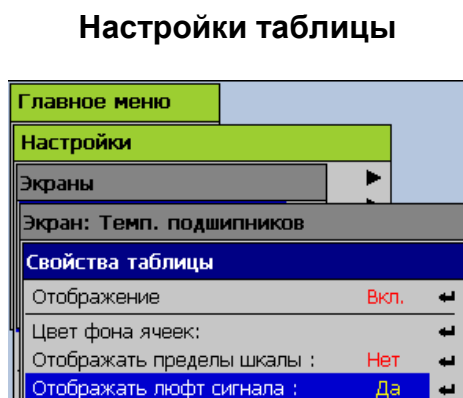 Настройки таблицы
Главное меню
Настройки
Экраны
Экран: Темп. подшипников
Свойства таблицы
Отображение Вкл.
Цвет фона ячеек:
Отображать пределы шкалы : Нет
Отображать люфт сигнала : Да